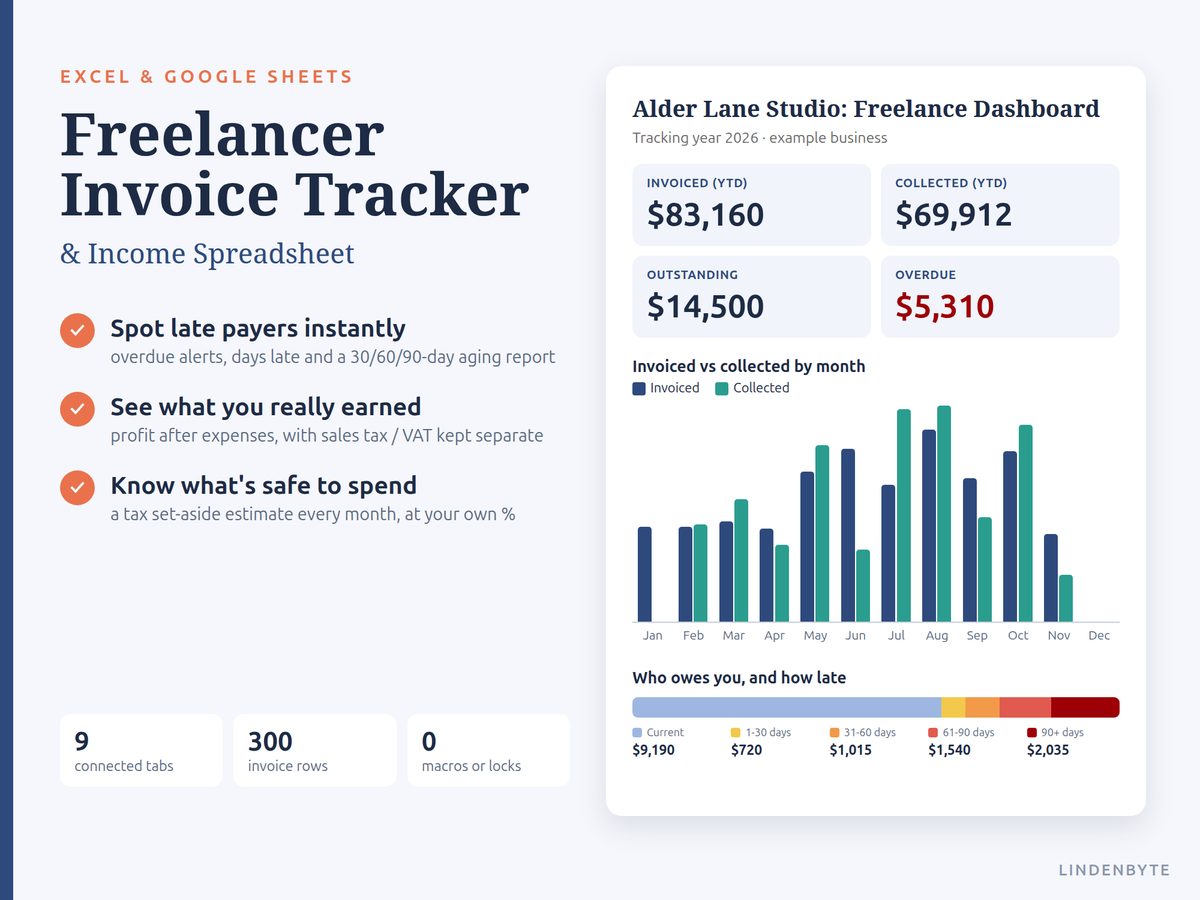 EXCEL & GOOGLE SHEETS
Freelancer
Invoice Tracker
& Income Spreadsheet
Spot late payers instantly
overdue alerts, days late and a 30/60/90-day aging report
See what you really earned
profit after expenses, with sales tax / VAT kept separate
Know what's safe to spend
a tax set-aside estimate every month, at your own %
9
connected tabs
300
invoice rows
0
macros or locks
Alder Lane Studio: Freelance Dashboard
Tracking year 2026 · example business
INVOICED (YTD)
$83,160
COLLECTED (YTD)
$69,912
OUTSTANDING
$14,500
OVERDUE
$5,310
Invoiced vs collected by month
Invoiced Collected
Jan Feb Mar Apr May Jun Jul Aug Sep Oct Nov Dec
Who owes you, and how late
Current 1-30 days 31-60 days 61-90 days 90+ days
$9,190 $720 $1,015 $1,540 $2,035
LINDENBYTE